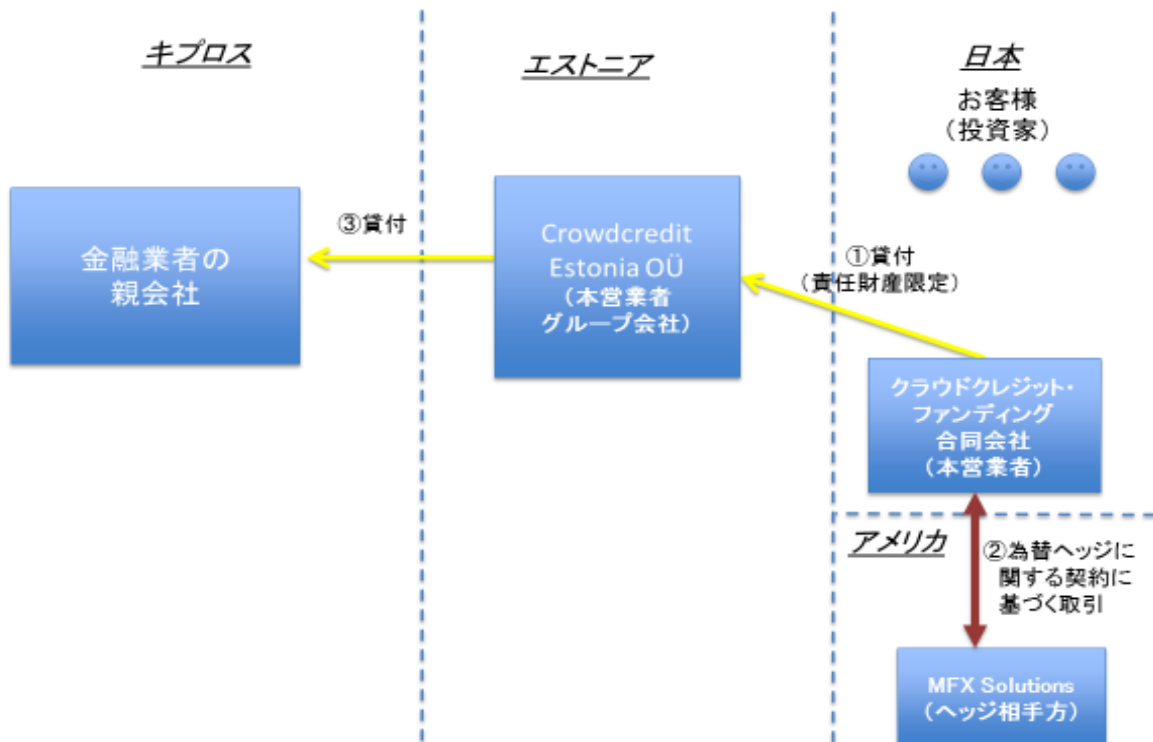 キプロス
エストニア
日本
お客様
（投資家）
金融業者の
親会社
③貸付
Crowdcredit
Estonia OÜ
（本営業者
グループ会社）
①貸付
（責任財産限定）
クラウドクレジット・
ファンディング
合同会社
（本営業者）
アメリカ
②為替ヘッジに
関する契約に
基づく取引
MFX Solutions
（ヘッジ相手方）